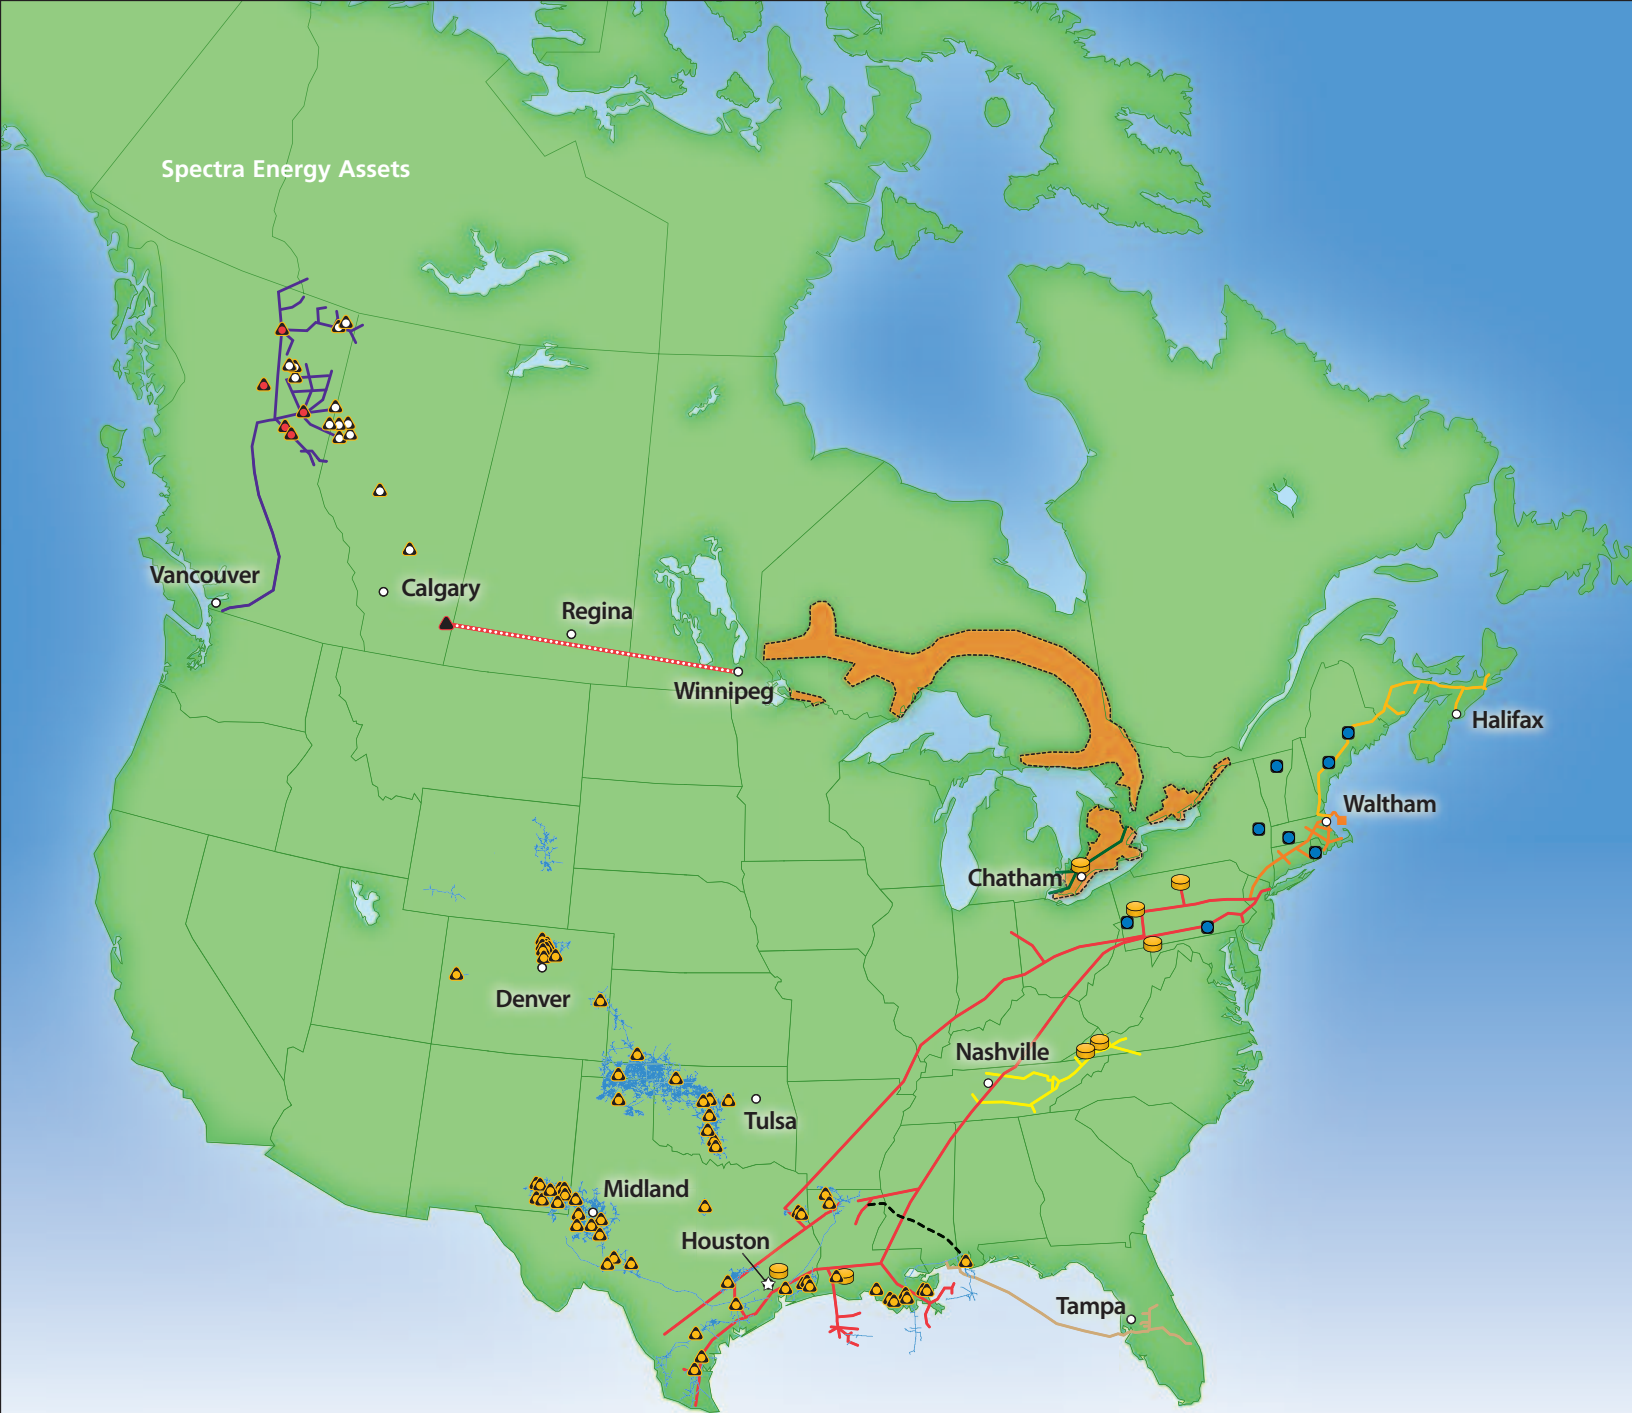 Spectra Energy Assets
Vancouver
Calgary
Regina
Winnipeg
Halifax
Waltham
Chatham
Denver
Nashville
Tulsa
Midland
Houston
Tampa